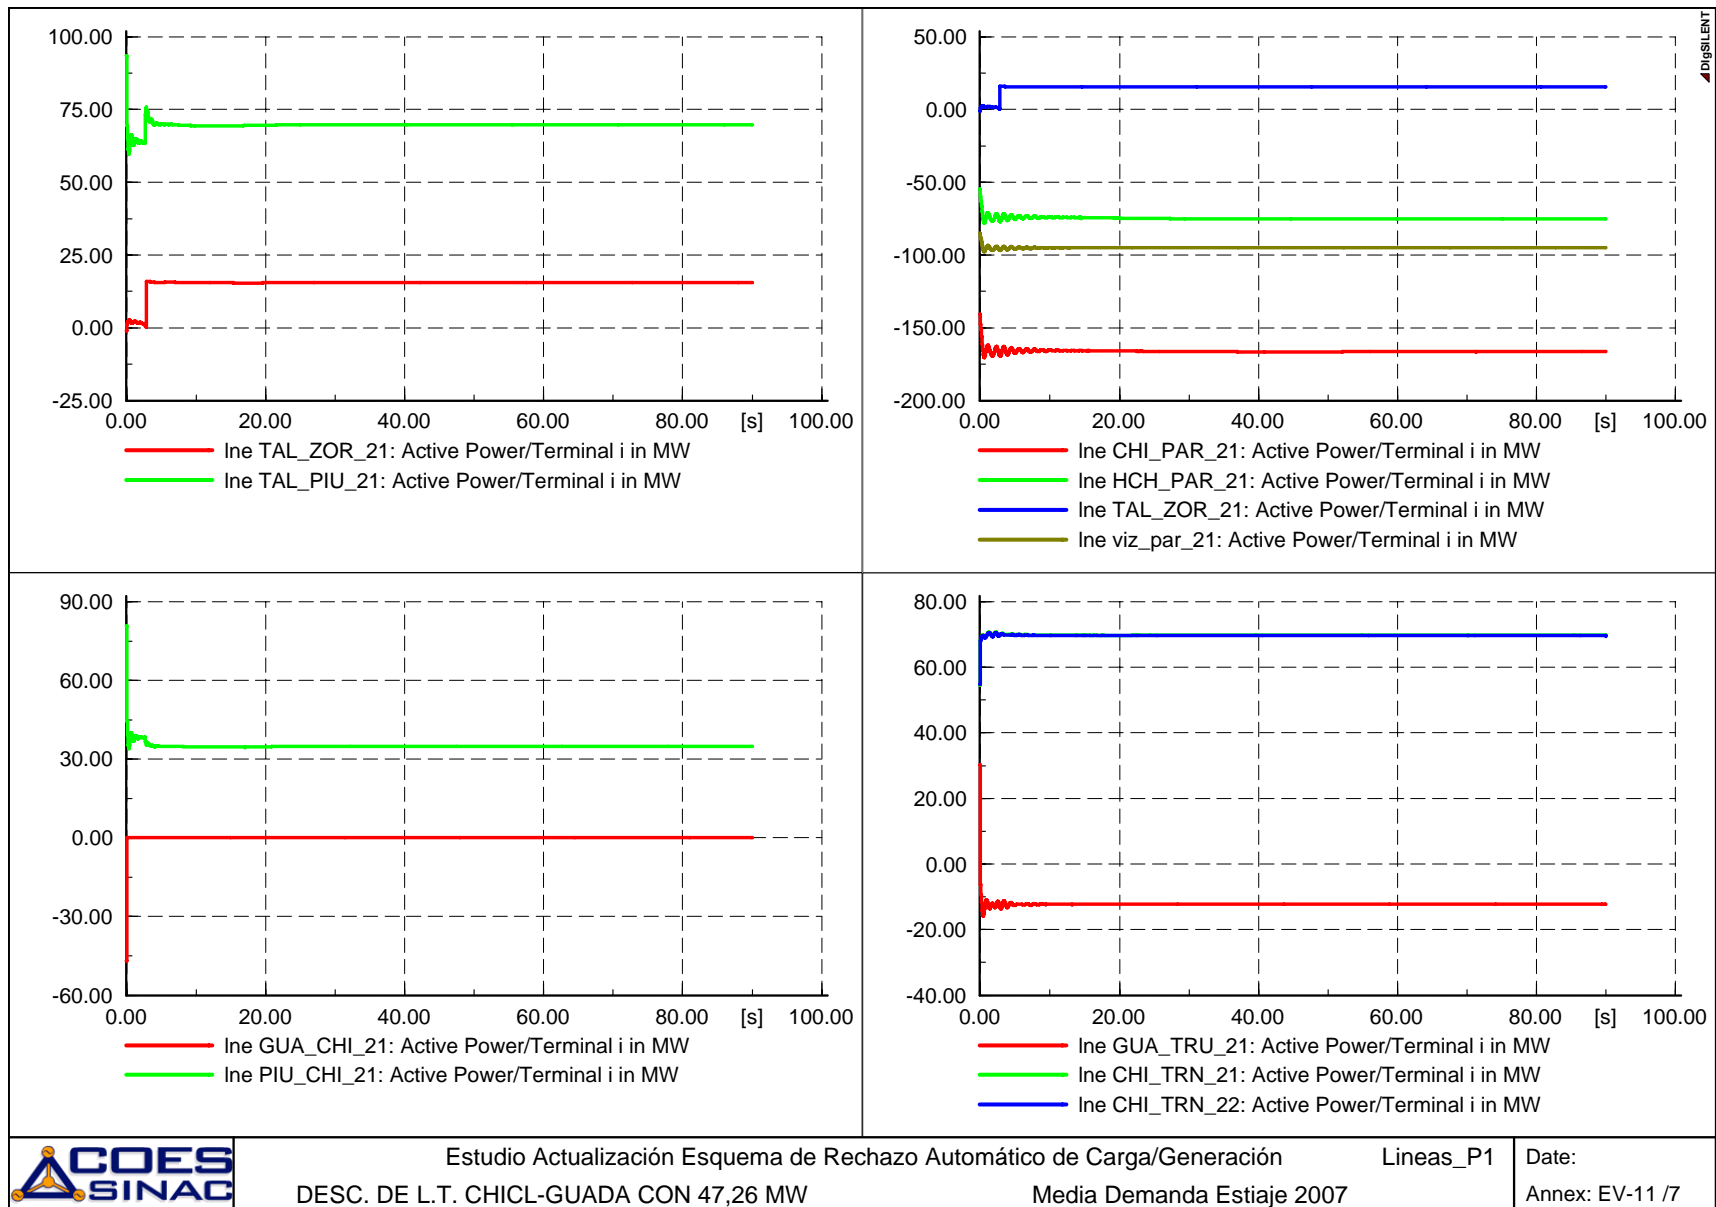 DIgSILENT
100.00
75.00
50.00
25.00
0.00
-25.00
0.00 20.00 40.00 60.00 80.00 [s] 100.00
lne TAL_ZOR_21: Active Power/Terminal i in MW
lne TAL_PIU_21: Active Power/Terminal i in MW
50.00
0.00
-50.00
-100.00
-150.00
-200.00
0.00 20.00 40.00 60.00 80.00 [s] 100.00
lne CHI_PAR_21: Active Power/Terminal i in MW
lne HCH_PAR_21: Active Power/Terminal i in MW
lne TAL_ZOR_21: Active Power/Terminal i in MW
lne viz_par_21: Active Power/Terminal i in MW
90.00
60.00
30.00
0.00
-30.00
-60.00
0.00 20.00 40.00 60.00 80.00 [s] 100.00
lne GUA_CHI_21: Active Power/Terminal i in MW
lne PIU_CHI_21: Active Power/Terminal i in MW
80.00
60.00
40.00
20.00
0.00
-20.00
-40.00
0.00 20.00 40.00 60.00 80.00 [s] 100.00
lne GUA_TRU_21: Active Power/Terminal i in MW
lne CHI_TRN_21: Active Power/Terminal i in MW
lne CHI_TRN_22: Active Power/Terminal i in MW
COES
SINAC
Estudio Actualización Esquema de Rechazo Automático de Carga/Generación Lineas_P1
DESC. DE L.T. CHICL-GUADA CON 47,26 MW Media Demanda Estiaje 2007
Date:
Annex: EV-11 /7